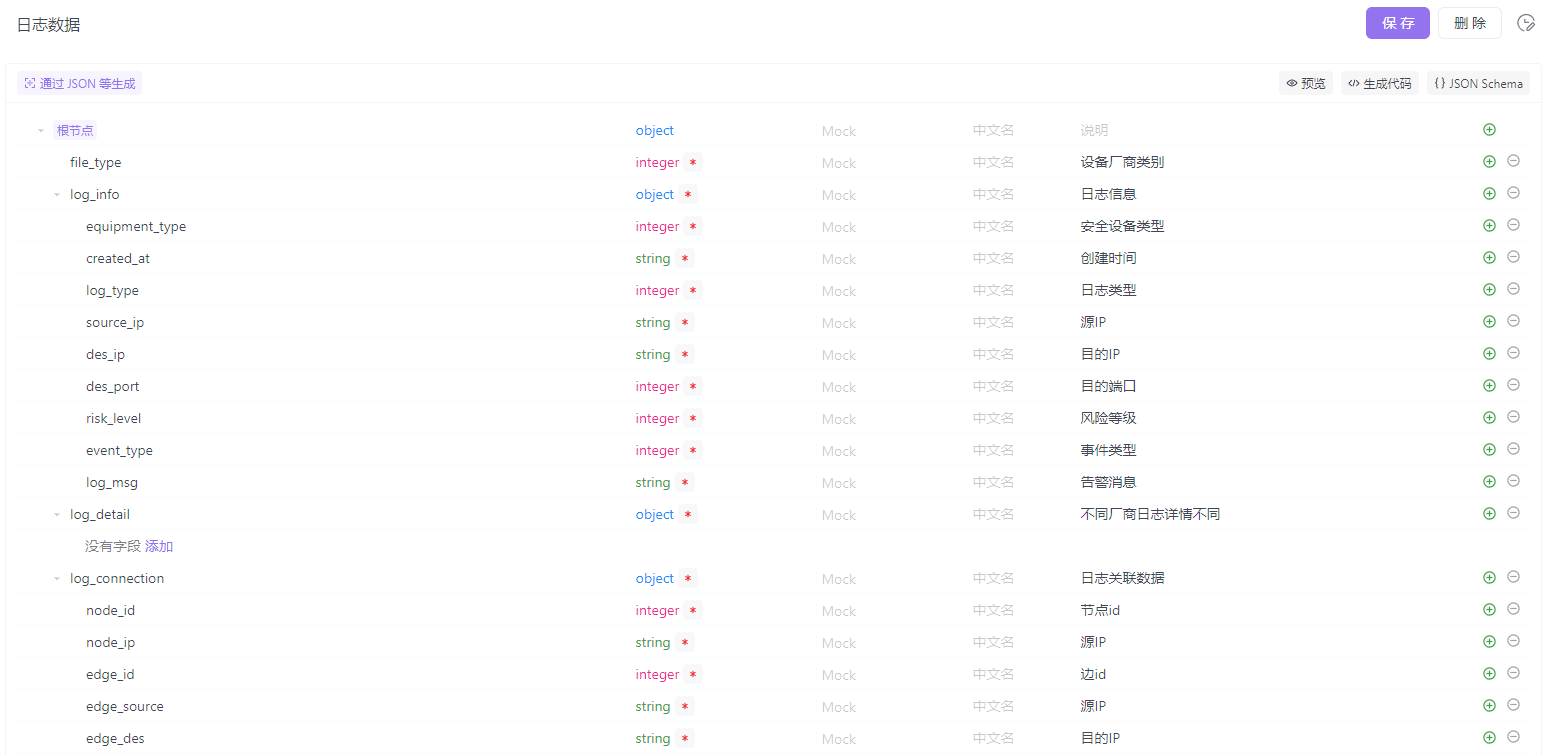 日志数据
保 存 删 除
通过 JSON 等生成 预览 生成代码 JSON Schema
根节点 object Mock 中文名 说明
file_type integer * Mock 中文名 设备厂商类别
log_info object * Mock 中文名 日志信息
equipment_type integer * Mock 中文名 安全设备类型
created_at string * Mock 中文名 创建时间
log_type integer * Mock 中文名 日志类型
source_ip string * Mock 中文名 源IP
des_ip string * Mock 中文名 目的IP
des_port integer * Mock 中文名 目的端口
risk_level integer * Mock 中文名 风险等级
event_type integer * Mock 中文名 事件类型
log_msg string * Mock 中文名 告警消息
log_detail object * Mock 中文名 不同厂商日志详情不同
没有字段 添加
log_connection object * Mock 中文名 日志关联数据
node_id integer * Mock 中文名 节点id
node_ip string * Mock 中文名 源IP
edge_id integer * Mock 中文名 边id
edge_source string * Mock 中文名 源IP
edge_des string * Mock 中文名 目的IP